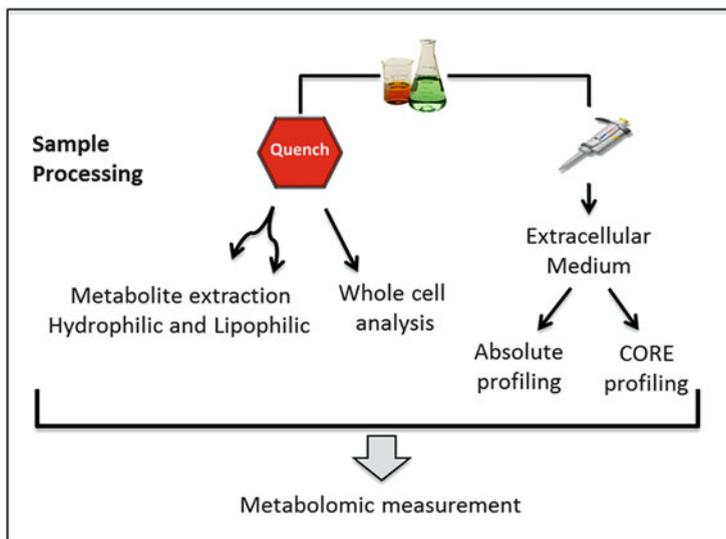 Sample
Processing
Quench
Extracellular
Medium
Metabolite extraction
Hydrophilic and Lipophilic
Whole cell
analysis
Absolute
profiling
CORE
profiling
Metabolomic measurement